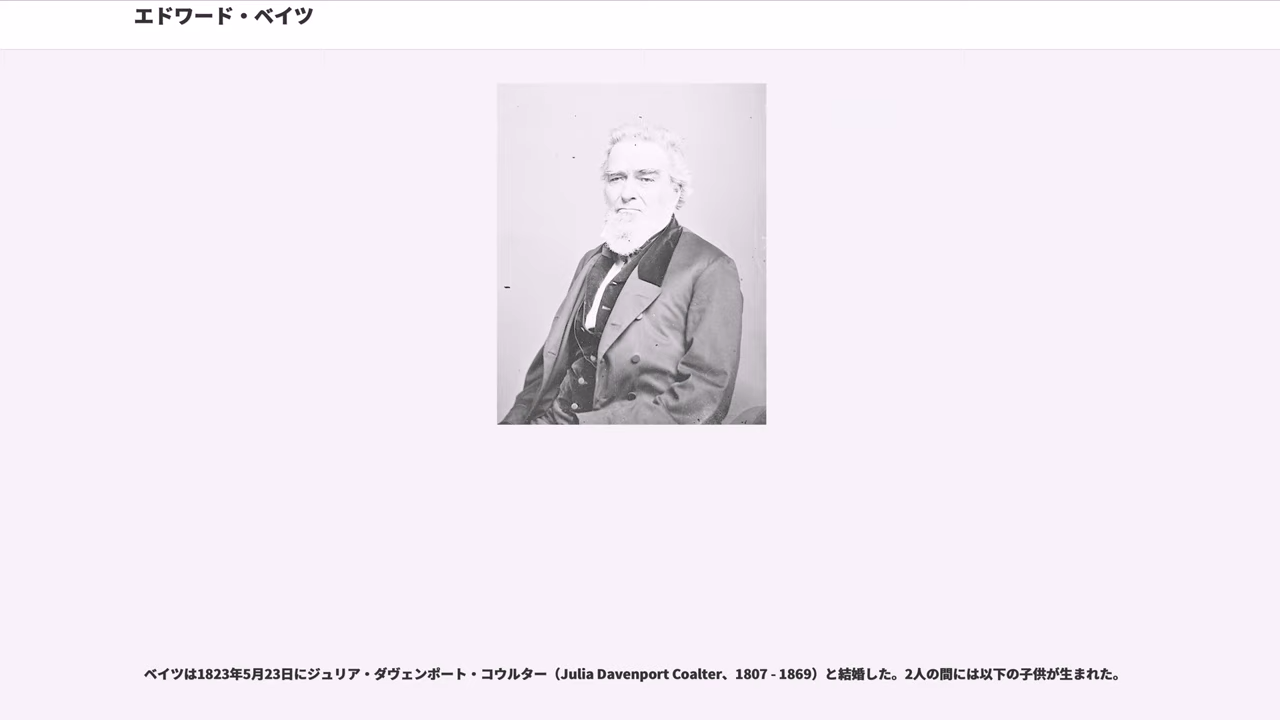 エドワード・ベイツ
ベイツは1823年5月23日にジュリア・ダヴェンポート・コウルター（Julia Davenport Coalter、1807 - 1869）と結婚した。2人の間には以下の子供が生まれた。